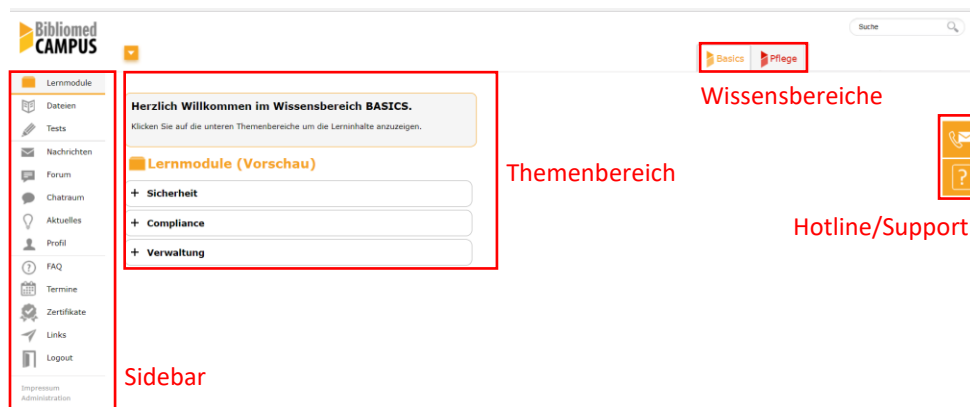 Bibliomed
CAMPUS
Suche
Basics
Pflege
Wissensbereiche
Lernmodule
Dateien
Tests
Nachrichten
Forum
Chatraum
Aktuelles
Profil
FAQ
Termine
Zertifikate
Links
Logout
Impressum
Administration
Sidebar
Herzlich Willkommen im Wissensbereich BASICS.
Klicken Sie auf die unteren Themenbereiche um die Lerninhalte anzuzeigen.
Lernmodule (Vorschau)
+ Sicherheit
+ Compliance
+ Verwaltung
Themenbereich
?
Hotline/Support